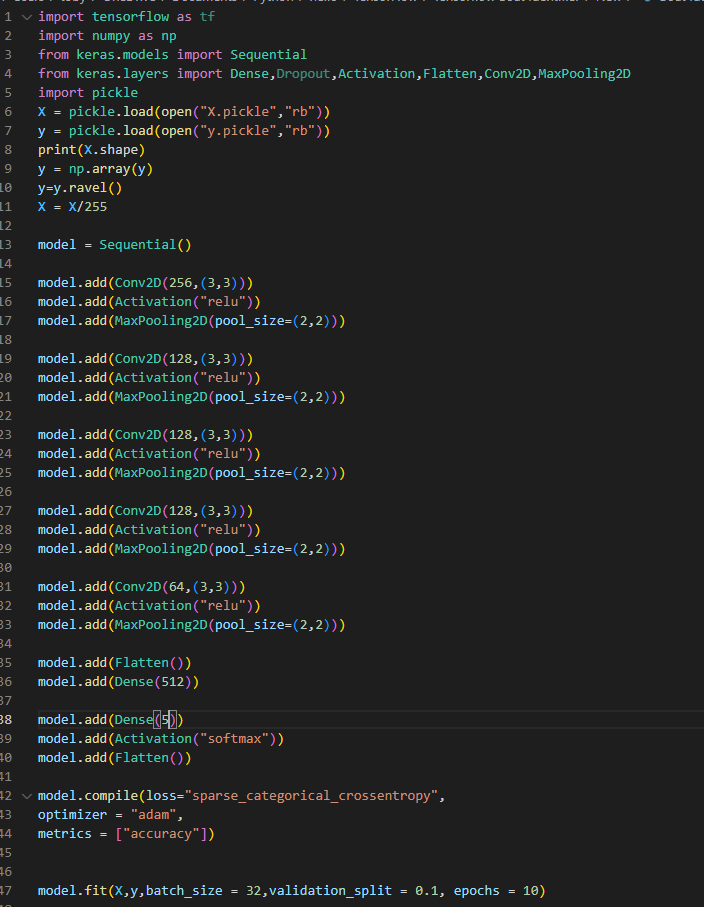 1 import tensorflow as tf
2 import numpy as np
3 from keras.models import Sequential
4 from keras.layers import Dense,Dropout,Activation,Flatten,Conv2D,MaxPooling2D
5 import pickle
6 X = pickle.load(open("X.pickle","rb"))
7 y = pickle.load(open("y.pickle","rb"))
8 print(X.shape)
9 y = np.array(y)
10 y=y.ravel()
11 X = X/255
12
13 model = Sequential()
14
15 model.add(Conv2D(256,(3,3)))
16 model.add(Activation("relu"))
17 model.add(MaxPooling2D(pool_size=(2,2)))
18
19 model.add(Conv2D(128,(3,3)))
20 model.add(Activation("relu"))
21 model.add(MaxPooling2D(pool_size=(2,2)))
22
23 model.add(Conv2D(128,(3,3)))
24 model.add(Activation("relu"))
25 model.add(MaxPooling2D(pool_size=(2,2)))
26
27 model.add(Conv2D(128,(3,3)))
28 model.add(Activation("relu"))
29 model.add(MaxPooling2D(pool_size=(2,2)))
30
31 model.add(Conv2D(64,(3,3)))
32 model.add(Activation("relu"))
33 model.add(MaxPooling2D(pool_size=(2,2)))
34
35 model.add(Flatten())
36 model.add(Dense(512))
37
38 model.add(Dense(5))
39 model.add(Activation("softmax"))
40 model.add(Flatten())
41
42 model.compile(loss="sparse_categorical_crossentropy",
43 optimizer = "adam",
44 metrics = ["accuracy"])
45
46
47 model.fit(X,y,batch_size = 32,validation_split = 0.1, epochs = 10)